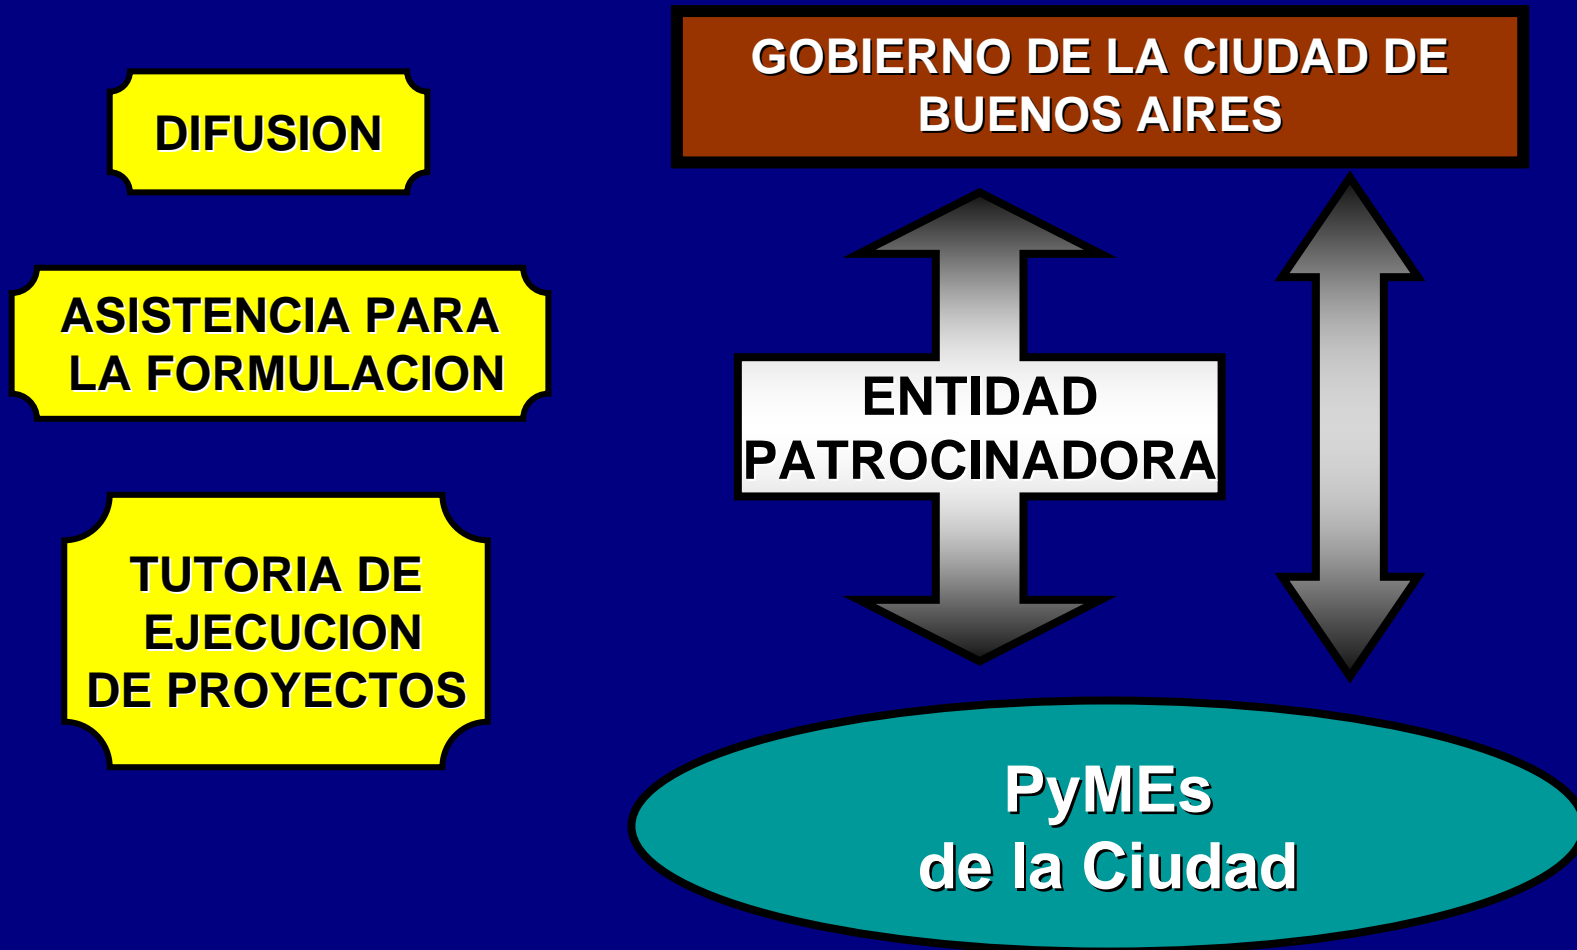 DIFUSION
ASISTENCIA PARA
LA FORMULACION
TUTORIA DE
EJECUCION
DE PROYECTOS
GOBIERNO DE LA CIUDAD DE
BUENOS AIRES
ENTIDAD
PATROCINADORA
PyMEs
de la Ciudad